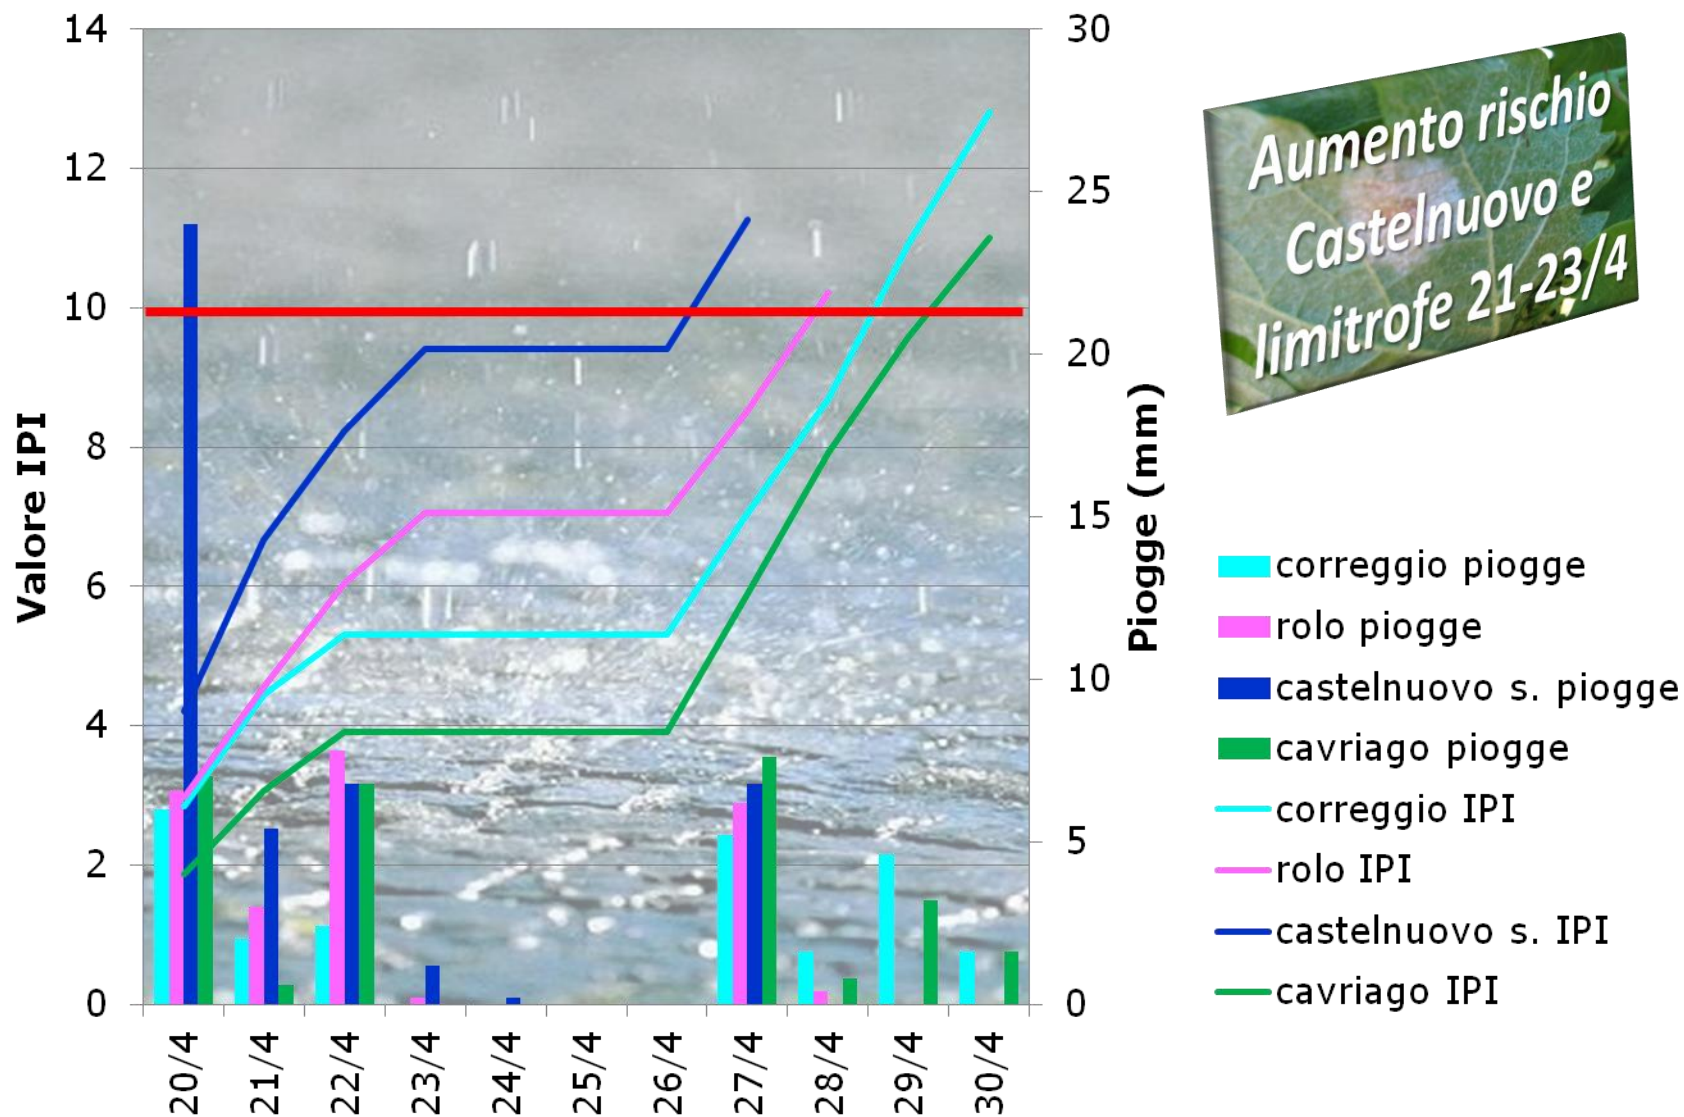 14
12
10
8
6
4
2
0
Valore IPI
30
25
20
15
10
5
0
Piogge (mm)
20/4
21/4
22/4
23/4
24/4
25/4
26/4
27/4
28/4
29/4
30/4
Aumento rischio
Castelnuovo e
limitrofe 21-23/4
correggio piogge
rolo piogge
castelnuovo s. piogge
cavriago piogge
correggio IPI
rolo IPI
castelnuovo s. IPI
cavriago IPI